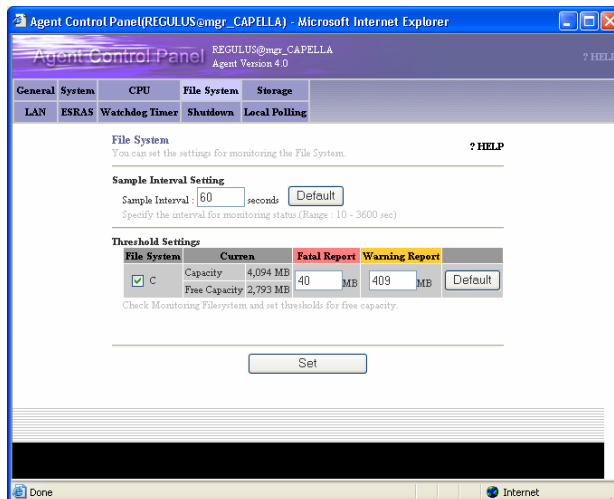 Agent Control Panel(REGULUS@mgr_CAPELLA) - Microsoft Internet Explorer
Agent Control Panel
REGULUS@mgr_CAPELLA
Agent Version 4.0
? HELP
General System CPU File System Storage
LAN ESRAS Watchdog Timer Shutdown Local Polling
File System
You can set the settings for monitoring the File System.
? HELP
Sample Interval Setting
Sample Interval : 60 seconds Default
Specify the interval for monitoring status.(Range : 10 - 3600 sec)
Threshold Settings
File System Curren Fatal Report Warning Report
C Capacity 4,094 MB 40 MB 409 MB Default
Free Capacity 2,793 MB
Check Monitoring Filesystem and set thresholds for free capacity.
Set
Done
Internet